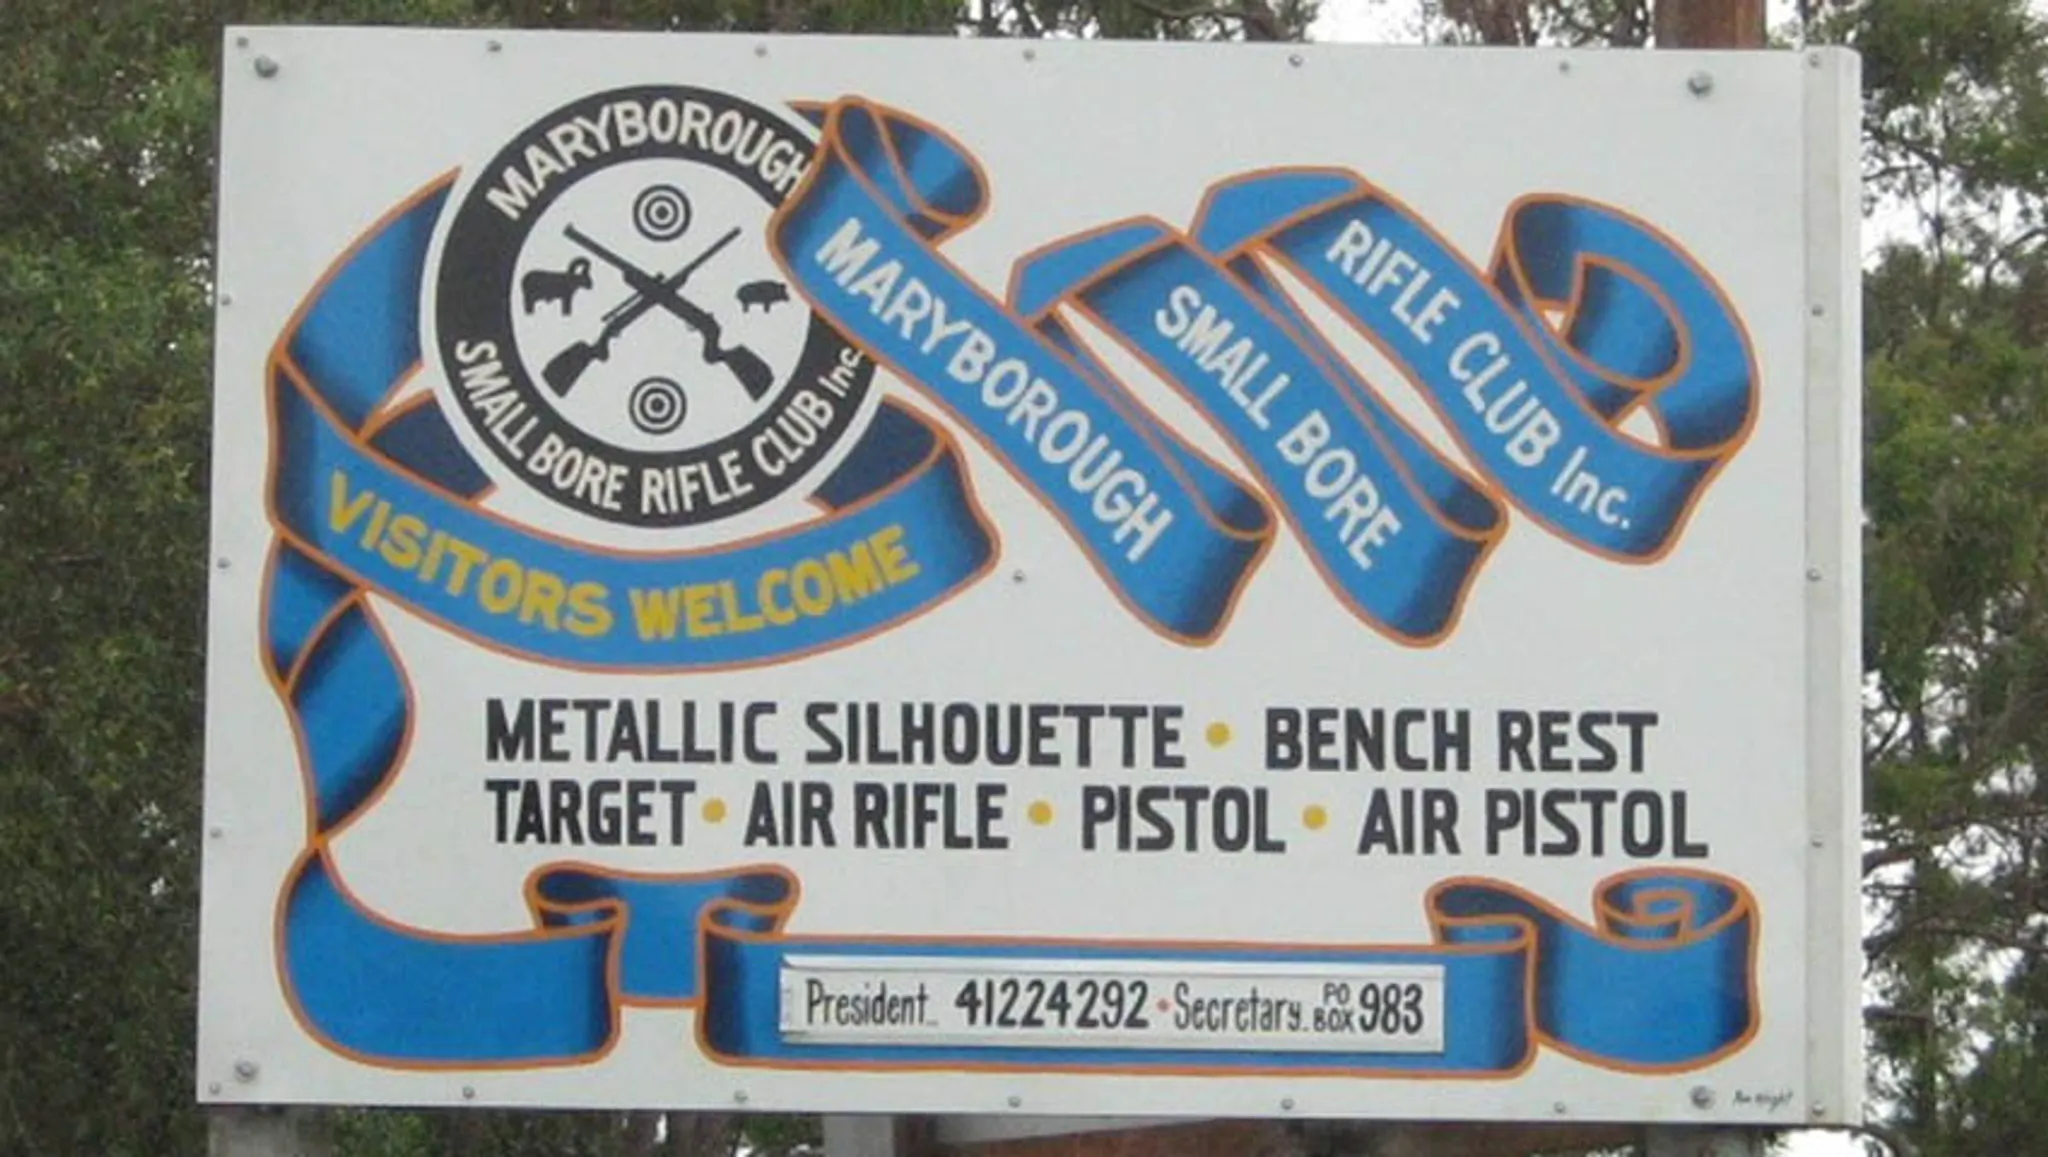 MARYBOROUGH
SMALL BORE RIFLE CLUB Inc.
VISITORS WELCOME
MARYBOROUGH
SMALL BORE
RIFLE CLUB Inc.
METALLIC SILHOUETTE • BENCH REST
TARGET • AIR RIFLE • PISTOL • AIR PISTOL
President 41224292 • Secretary PO BOX 983